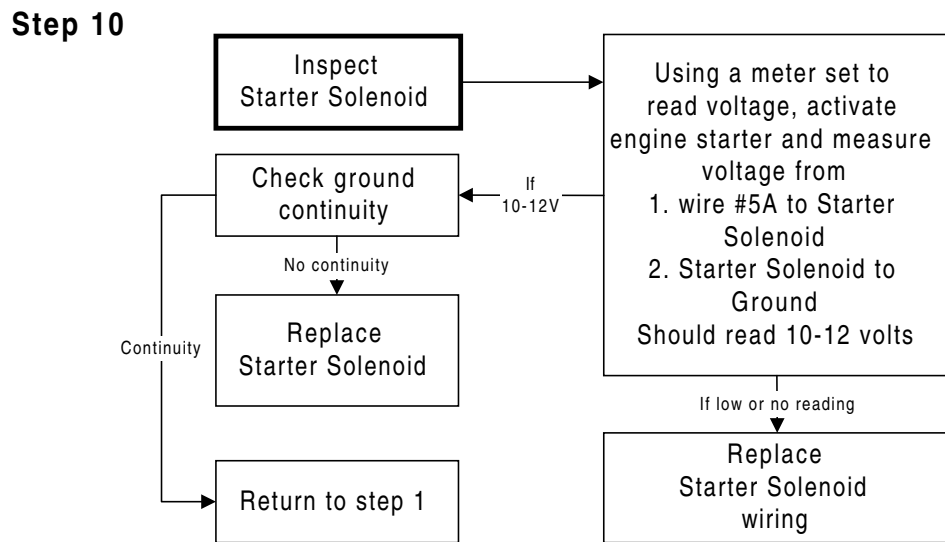 Step 10
Inspect
Starter Solenoid
Using a meter set to
read voltage, activate
engine starter and measure
voltage from
1. wire #5A to Starter
Solenoid
2. Starter Solenoid to
Ground
Should read 10-12 volts
If
10-12V
Check ground
continuity
No continuity
Replace
Starter Solenoid
Continuity
Return to step 1
If low or no reading
Replace
Starter Solenoid
wiring